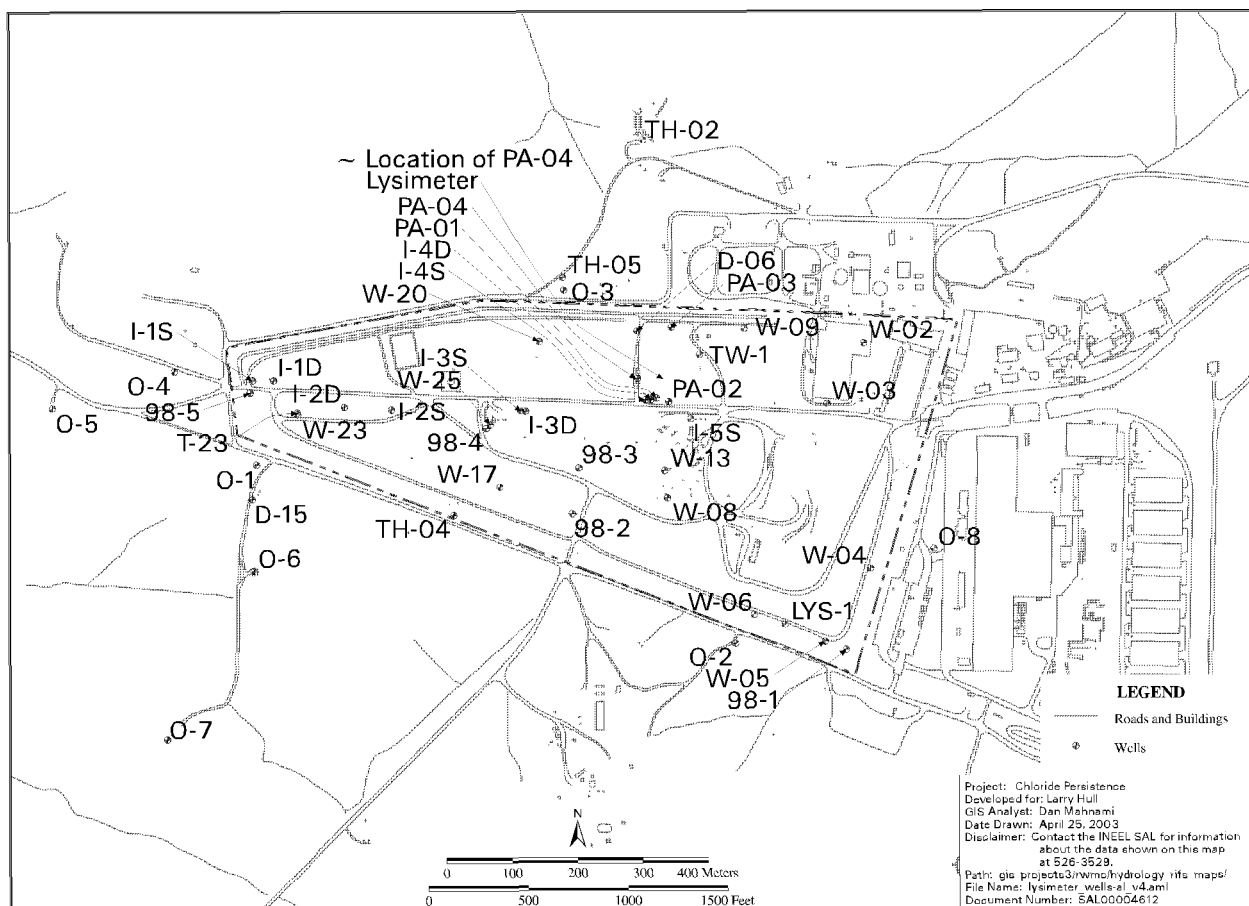 TH-02
~ Location of PA-04
Lysimeter
PA-04
PA-01
I-4D
I-4S
W-20
TH-05
O-3
D-06
PA-03
I-1S
W-09
W-02
TW-1
I-1D
I-3S
O-4
W-25
PA-02
W-03
98-5
I-2D
O-5
I-2S
I-3D
T-23
W-23
98-4
I-5S
O-1
W-17
98-3
W-13
D-15
TH-04
98-2
W-08
O-6
W-04
O-8
W-06
LYS-1
O-2
W-05
98-1
O-7
LEGEND
Roads and Buildings
Wells
N
0 100 200 300 400 Meters
0 500 1000 1500 Feet
Project: Chloride Persistence
Developed for: Larry Hull
GIS Analyst: Dan Mahnami
Date Drawn: April 25, 2003
Disclaimer: Contact the INEEL SAL for information
about the data shown on this map
at 526-3529.
Path: gis projects3/rwmc/hydrology rifs maps/
File Name: lysimeter_wells-al_v4.aml
Document Number: SAL00004612